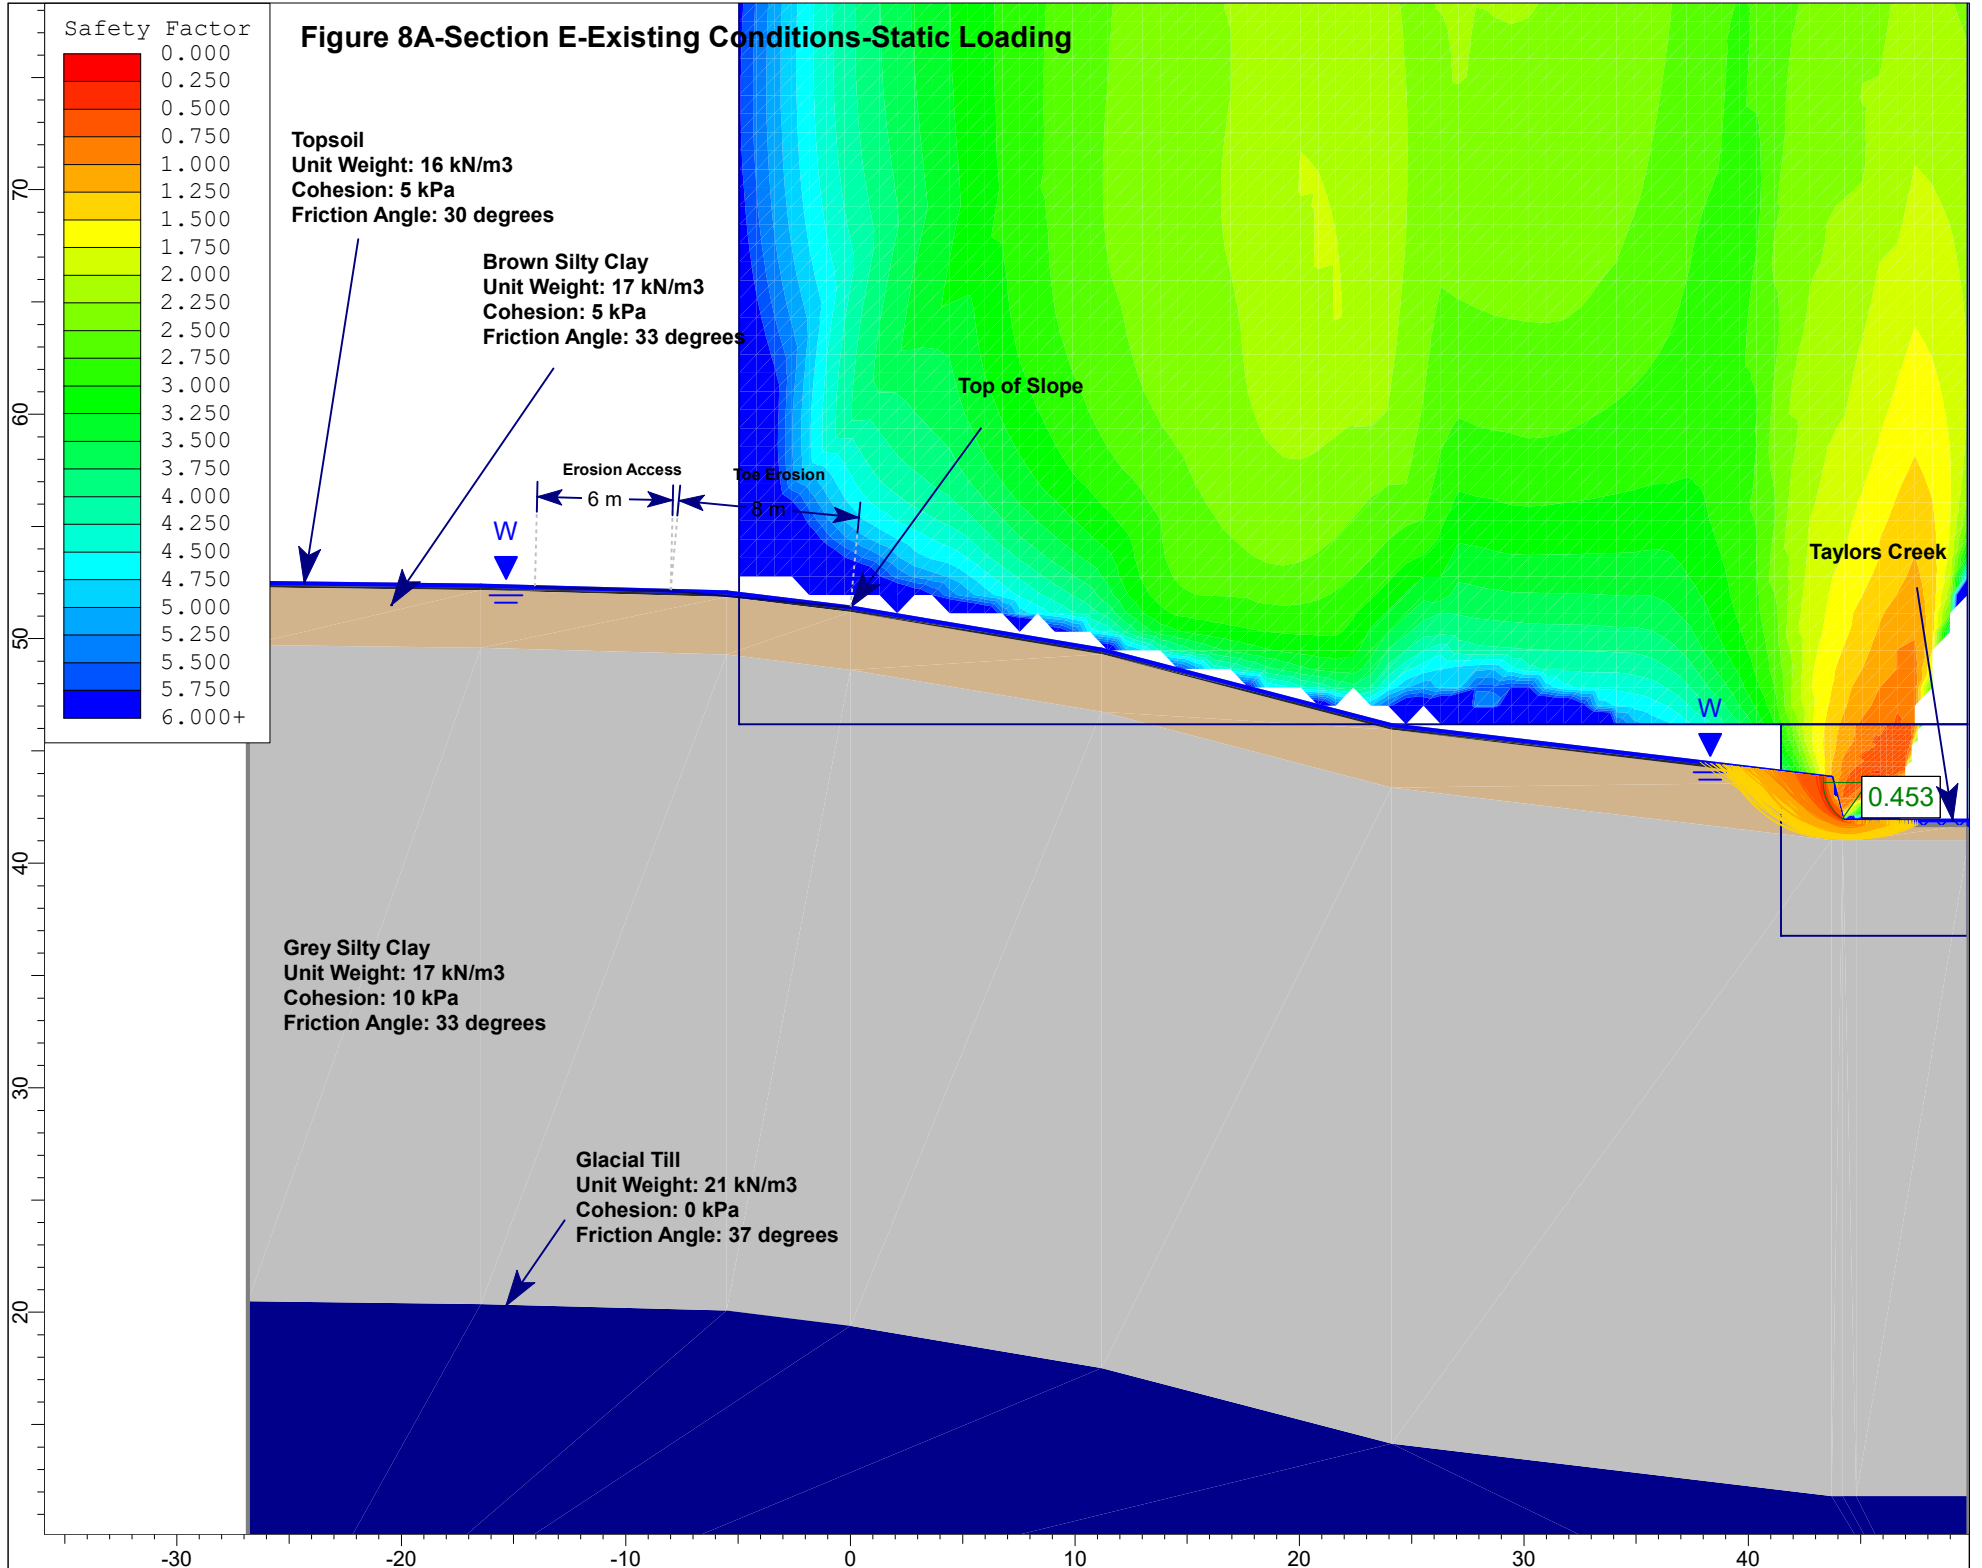 Safety Factor
0.000
0.250
0.500
0.750
1.000
1.250
1.500
1.750
2.000
2.250
2.500
2.750
3.000
3.250
3.500
3.750
4.000
4.250
4.500
4.750
5.000
5.250
5.500
5.750
6.000+
Figure 8A-Section E-Existing Conditions-Static Loading
Topsoil
Unit Weight: 16 kN/m3
Cohesion: 5 kPa
Friction Angle: 30 degrees
Brown Silty Clay
Unit Weight: 17 kN/m3
Cohesion: 5 kPa
Friction Angle: 33 degrees
Top of Slope
Erosion Access
6 m
Toe Erosion
8 m
W
Taylors Creek
W
0.453
Grey Silty Clay
Unit Weight: 17 kN/m3
Cohesion: 10 kPa
Friction Angle: 33 degrees
Glacial Till
Unit Weight: 21 kN/m3
Cohesion: 0 kPa
Friction Angle: 37 degrees
70
60
50
40
30
20
-30
-20
-10
0
10
20
30
40